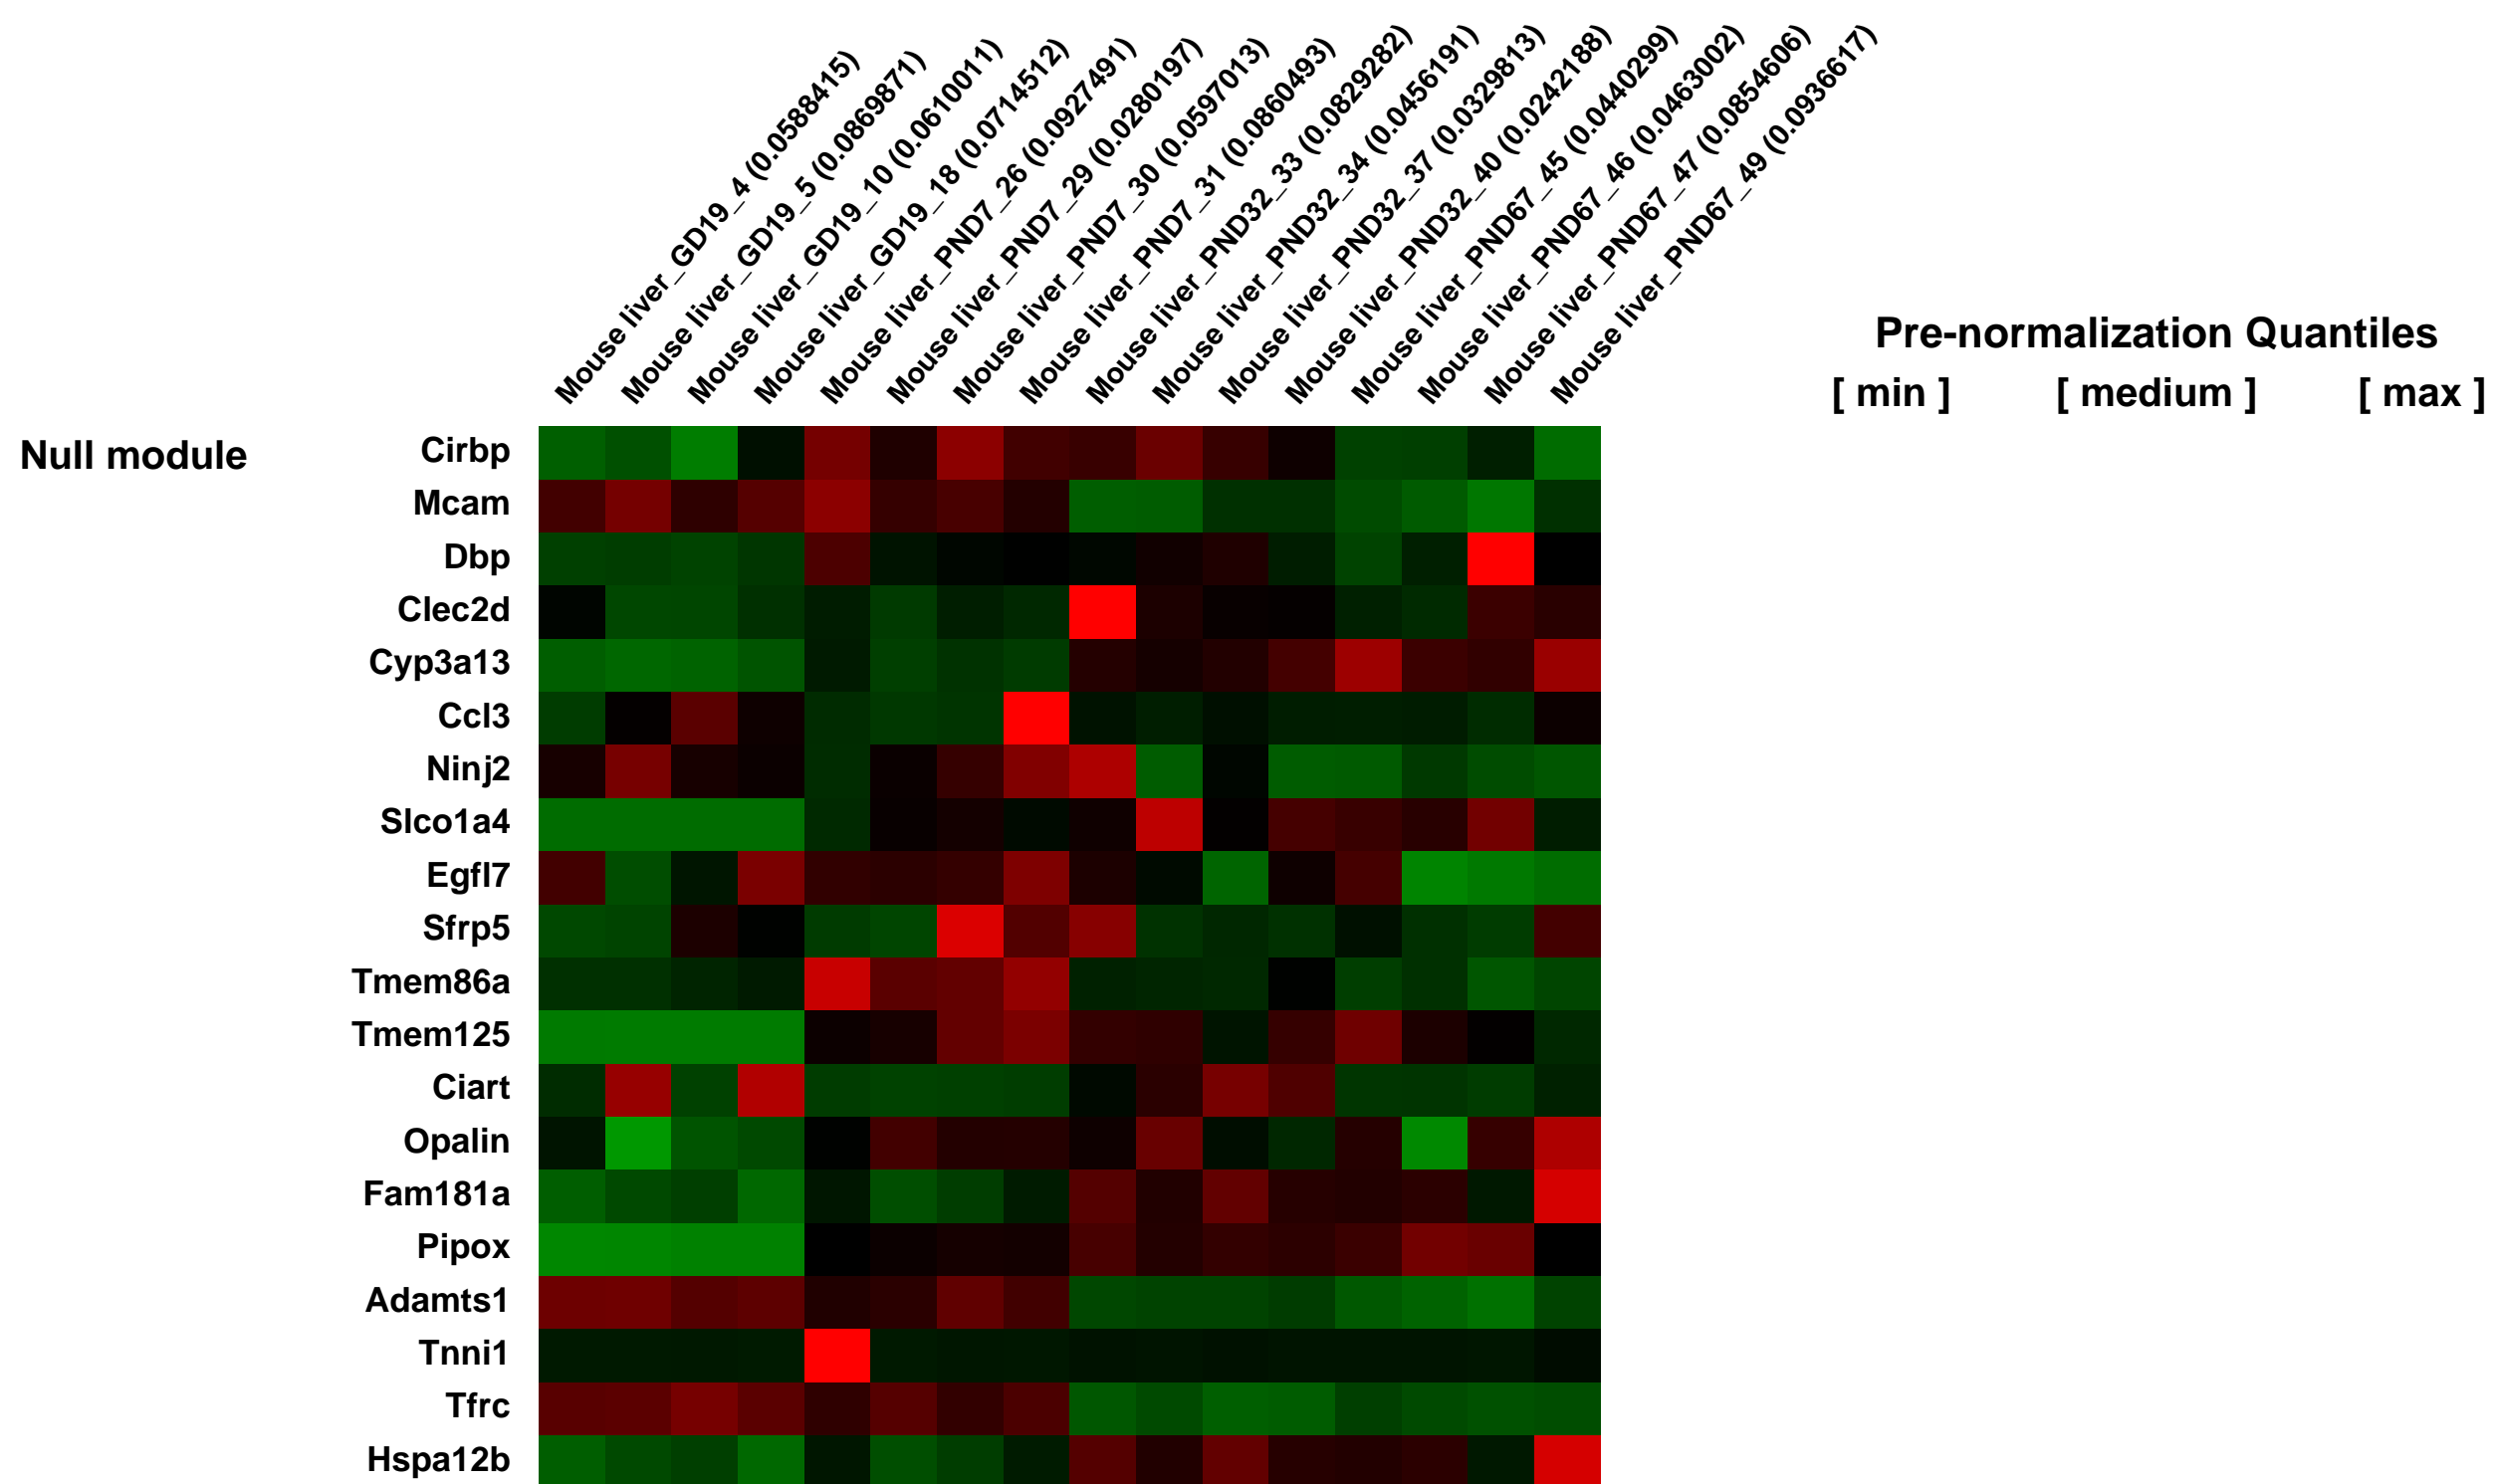 Mouse liver_GD19_4 (0.0588415)
Mouse liver_GD19_5 (0.0869871)
Mouse liver_GD19_10 (0.0610011)
Mouse liver_GD19_18 (0.0714512)
Mouse liver_PND7_26 (0.0927491)
Mouse liver_PND7_29 (0.0280197)
Mouse liver_PND7_30 (0.0597013)
Mouse liver_PND7_31 (0.0860493)
Mouse liver_PND32_33 (0.0829282)
Mouse liver_PND32_34 (0.0456191)
Mouse liver_PND32_37 (0.0329813)
Mouse liver_PND32_40 (0.0242188)
Mouse liver_PND67_45 (0.0440299)
Mouse liver_PND67_46 (0.0463002)
Mouse liver_PND67_47 (0.0854606)
Mouse liver_PND67_49 (0.0936617)
Pre-normalization Quantiles
[ min ] [ medium ] [ max ]
Null module
Cirbp
Mcam
Dbp
Clec2d
Cyp3a13
Ccl3
Ninj2
Slco1a4
Egfl7
Sfrp5
Tmem86a
Tmem125
Ciart
Opalin
Fam181a
Pipox
Adamts1
Tnni1
Tfrc
Hspa12b